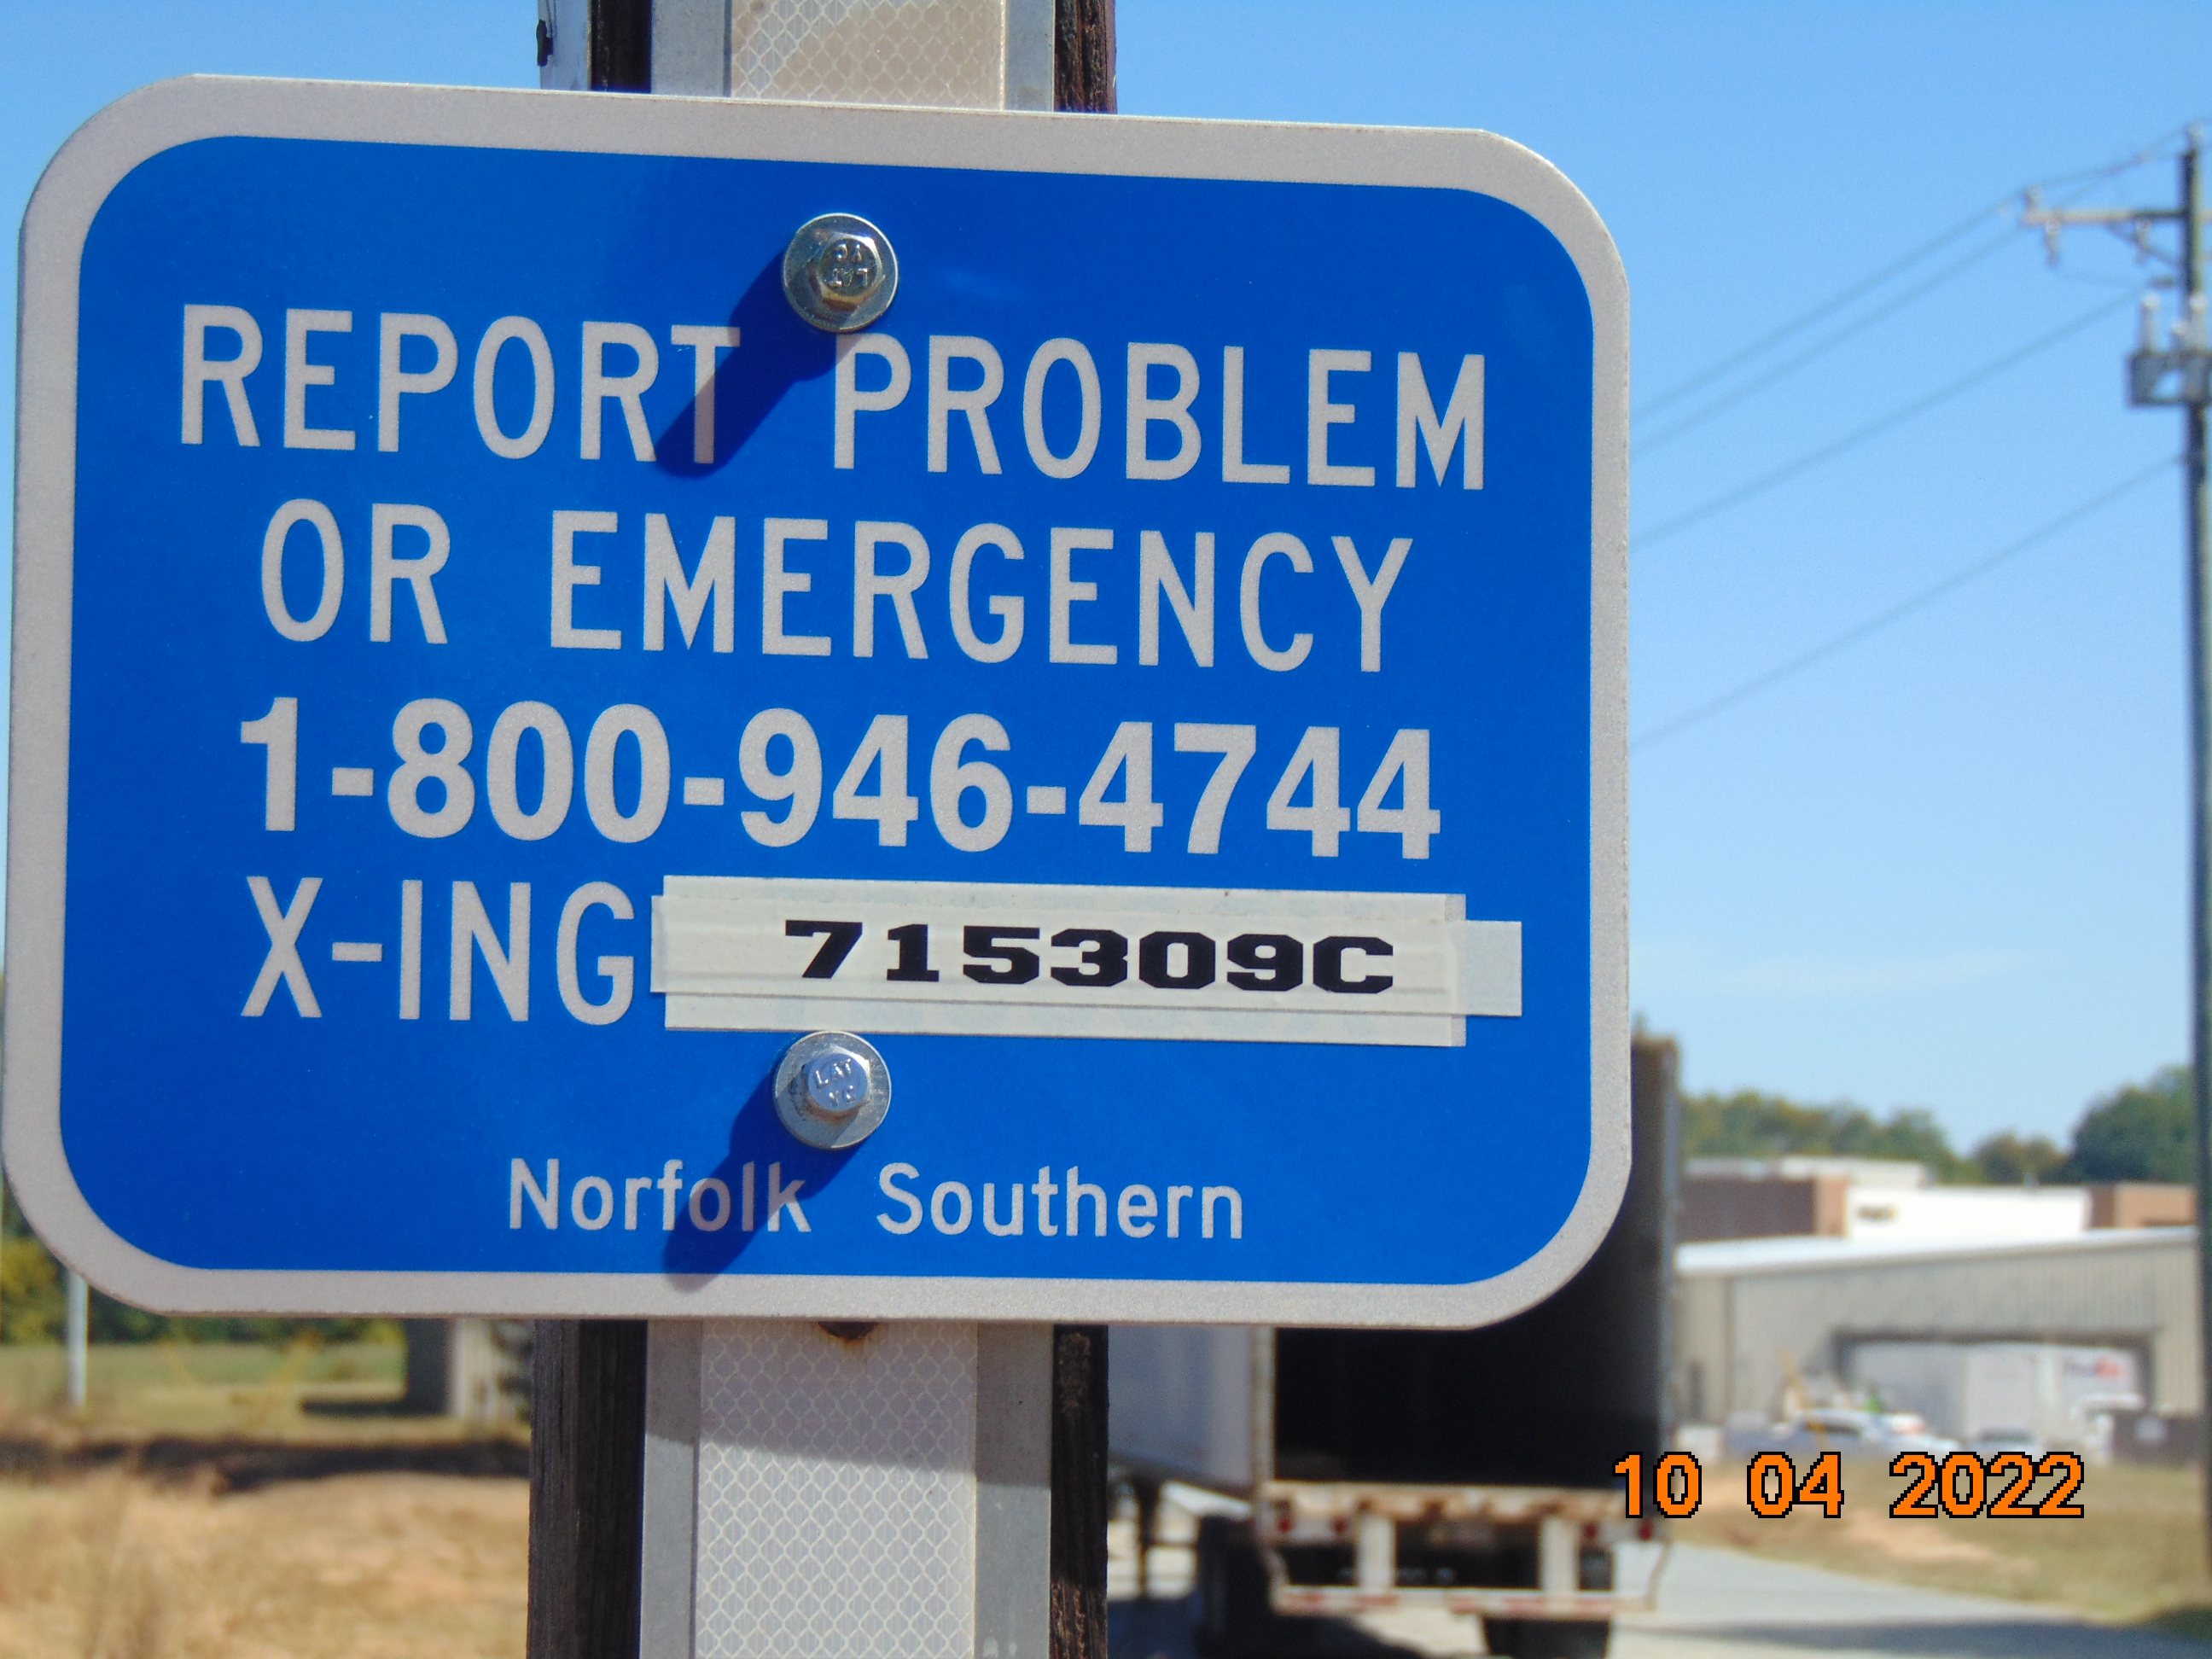 REPORT PROBLEM
OR EMERGENCY
1-800-946-4744
X-ING 715309C
Norfolk Southern
10 04 2022